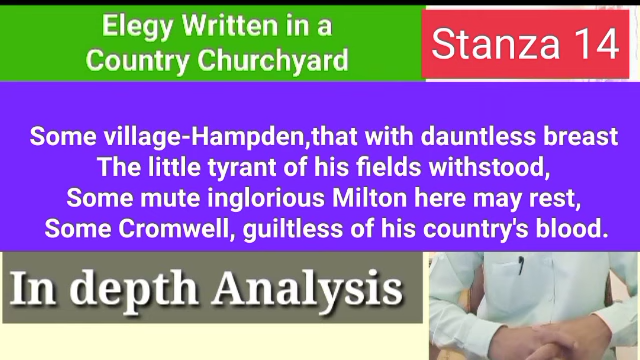 Elegy Written in a
Country Churchyard
Stanza 14
Some village-Hampden,that with dauntless breast
The little tyrant of his fields withstood,
Some mute inglorious Milton here may rest,
Some Cromwell, guiltless of his country's blood.
In depth Analysis